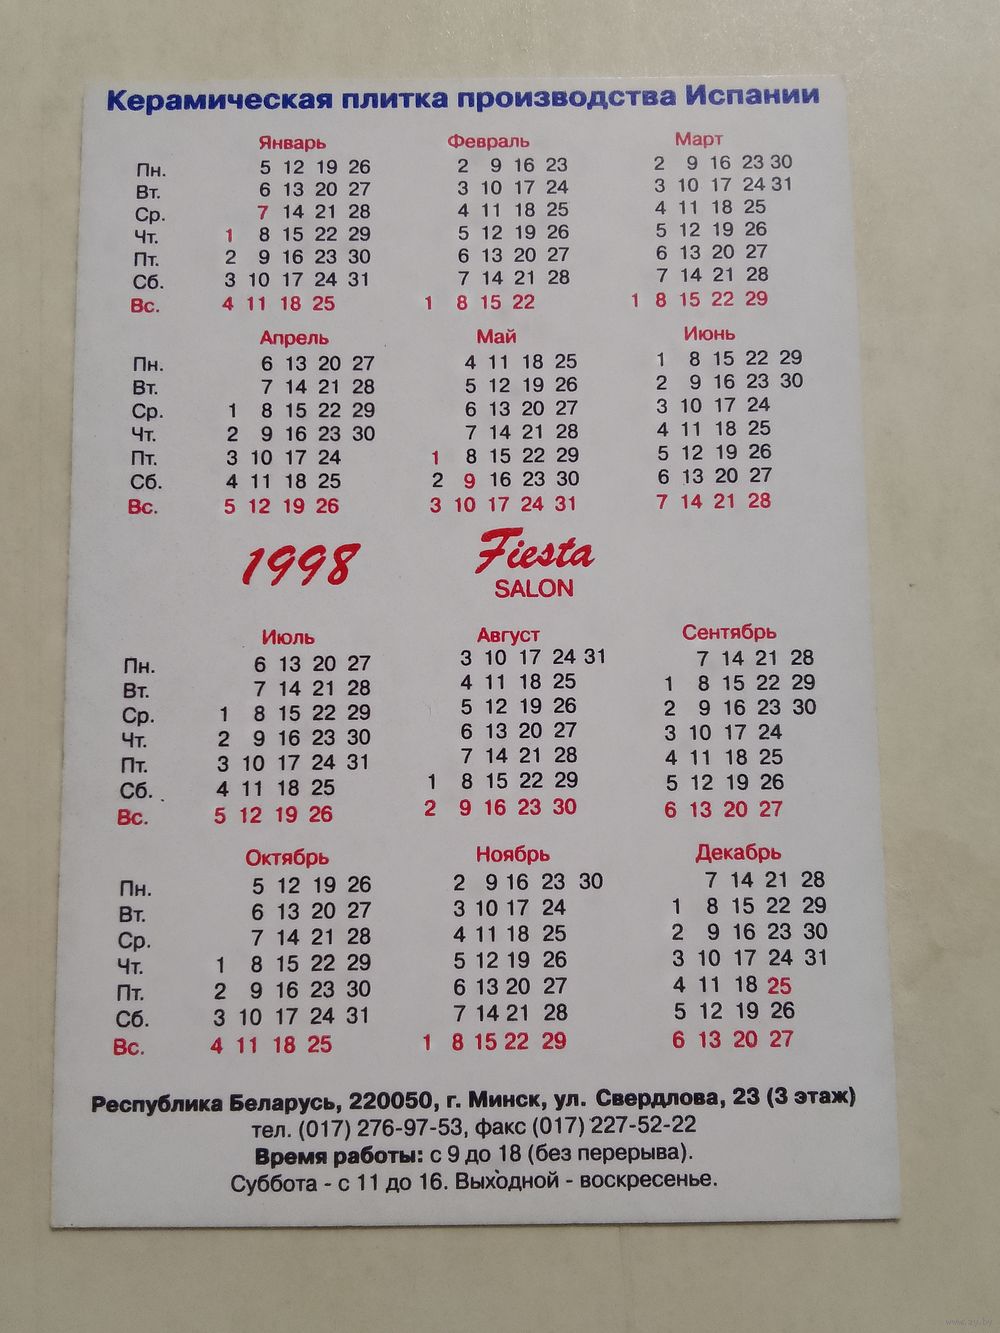 Керамическая плитка производства Испании
Январь Февраль Март
Пн. 5 12 19 26 2 9 16 23 2 9 16 23 30
Вт. 6 13 20 27 3 10 17 24 3 10 17 24 31
Ср. 7 14 21 28 4 11 18 25 4 11 18 25
Чт. 1 8 15 22 29 5 12 19 26 5 12 19 26
Пт. 2 9 16 23 30 6 13 20 27 6 13 20 27
Сб. 3 10 17 24 31 7 14 21 28 7 14 21 28
Вс. 4 11 18 25 1 8 15 22 1 8 15 22 29
Апрель Май Июнь
Пн. 6 13 20 27 4 11 18 25 1 8 15 22 29
Вт. 7 14 21 28 5 12 19 26 2 9 16 23 30
Ср. 1 8 15 22 29 6 13 20 27 3 10 17 24
Чт. 2 9 16 23 30 7 14 21 28 4 11 18 25
Пт. 3 10 17 24 1 8 15 22 29 5 12 19 26
Сб. 4 11 18 25 2 9 16 23 30 6 13 20 27
Вс. 5 12 19 26 3 10 17 24 31 7 14 21 28
1998 Fiesta
SALON
Июль Август Сентябрь
Пн. 6 13 20 27 3 10 17 24 31 7 14 21 28
Вт. 7 14 21 28 4 11 18 25 1 8 15 22 29
Ср. 1 8 15 22 29 5 12 19 26 2 9 16 23 30
Чт. 2 9 16 23 30 6 13 20 27 3 10 17 24
Пт. 3 10 17 24 31 7 14 21 28 4 11 18 25
Сб. 4 11 18 25 1 8 15 22 29 5 12 19 26
Вс. 5 12 19 26 2 9 16 23 30 6 13 20 27
Октябрь Ноябрь Декабрь
Пн. 5 12 19 26 2 9 16 23 30 7 14 21 28
Вт. 6 13 20 27 3 10 17 24 1 8 15 22 29
Ср. 7 14 21 28 4 11 18 25 2 9 16 23 30
Чт. 1 8 15 22 29 5 12 19 26 3 10 17 24 31
Пт. 2 9 16 23 30 6 13 20 27 4 11 18 25
Сб. 3 10 17 24 31 7 14 21 28 5 12 19 26
Вс. 4 11 18 25 1 8 15 22 29 6 13 20 27
Республика Беларусь, 220050, г. Минск, ул. Свердлова, 23 (3 этаж)
тел. (017) 276-97-53, факс (017) 227-52-22
Время работы: с 9 до 18 (без перерыва).
Суббота - с 11 до 16. Выходной - воскресенье.
www.ay.by